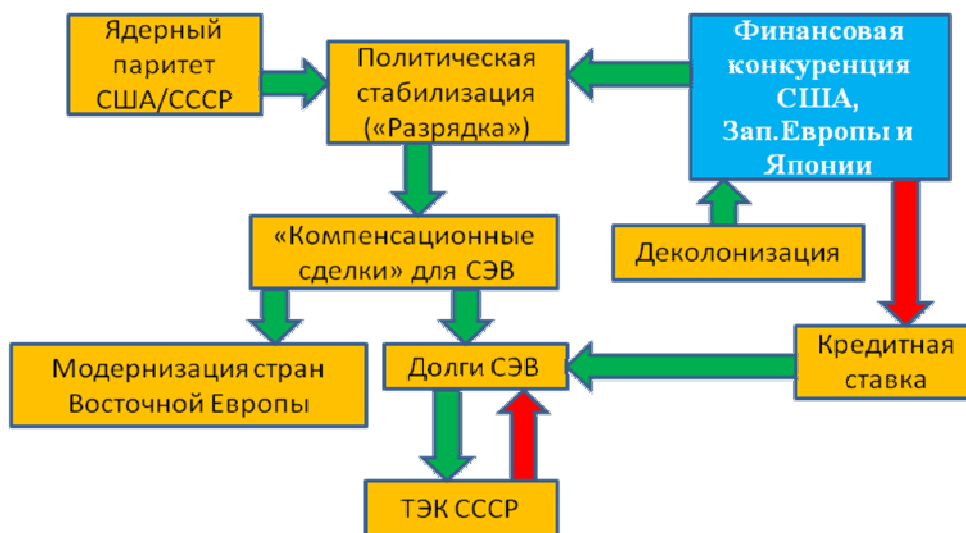 Ядерный
паритет
США/СССР
Политическая
стабилизация
(«Разрядка»)
Финансовая
конкуренция
США,
Зап.Европы и
Японии
«Компенсационные
сделки» для СЭВ
Деколонизация
Модернизация стран
Восточной Европы
Долги СЭВ
Кредитная
ставка
ТЭК СССР